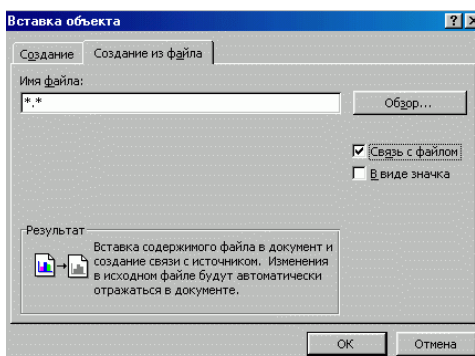 Вставка объекта
Создание
Создание из файла
Имя файла:
*.*
Обзор...
Связь с файлом
В виде значка
Результат
Вставка содержимого файла в документ и
создание связи с источником. Изменения
в исходном файле будут автоматически
отражаться в документе.
ОК
Отмена